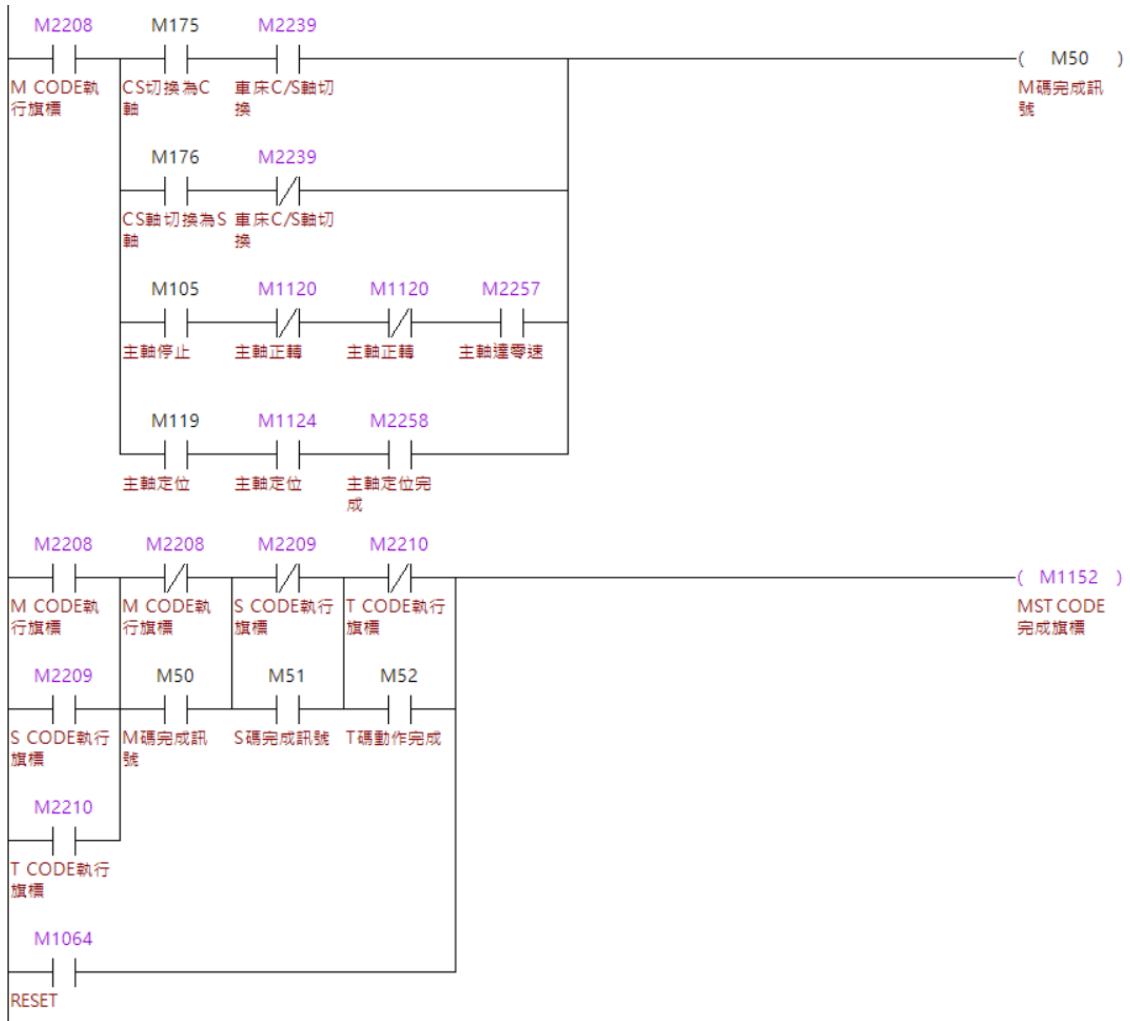 M2208 M175 M2239
( M50 )
M CODE執 CS切換為C 車床C/S軸切 M碼完成訊
行旗標 軸 換 號
M176 M2239
CS軸切換為S 車床C/S軸切
軸 換
M105 M1120 M1120 M2257
主軸停止 主軸正轉 主軸正轉 主軸達零速
M119 M1124 M2258
主軸定位 主軸定位 主軸定位完
成
M2208 M2208 M2209 M2210
( M1152 )
M CODE執 M CODE執 S CODE執行 T CODE執行 MST CODE
行旗標 行旗標 旗標 旗標 完成旗標
M2209 M50 M51 M52
S CODE執行 M碼完成訊 S碼完成訊號 T碼動作完成
旗標 號
M2210
T CODE執行
旗標
M1064
RESET